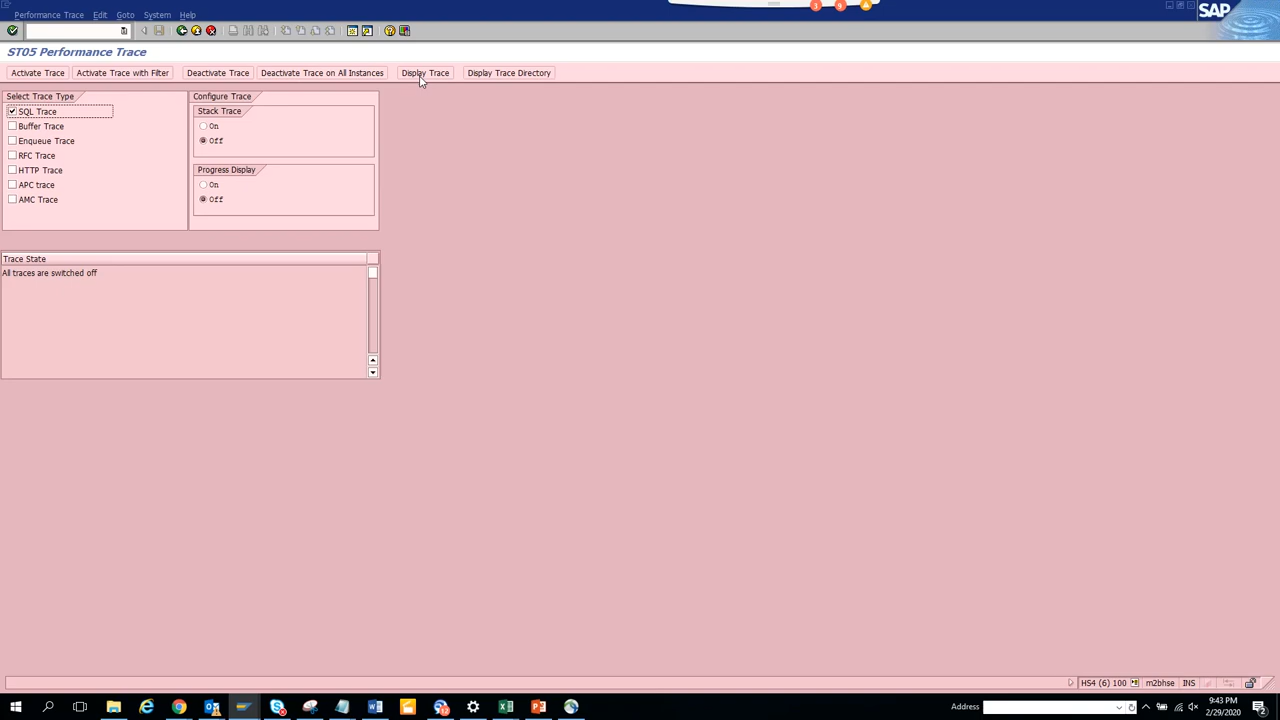 Performance Trace Edit Goto System Help
SAP
3 9
ST05 Performance Trace
Activate Trace Activate Trace with Filter Deactivate Trace Deactivate Trace on All Instances Display Trace Display Trace Directory
Select Trace Type
SQL Trace
Buffer Trace
Enqueue Trace
RFC Trace
HTTP Trace
APC trace
AMC Trace
Configure Trace
Stack Trace
On
Off
Progress Display
On
Off
Trace State
All traces are switched off
HS4 (6) 100 m2bhse INS
Address
9:43 PM
2/29/2020